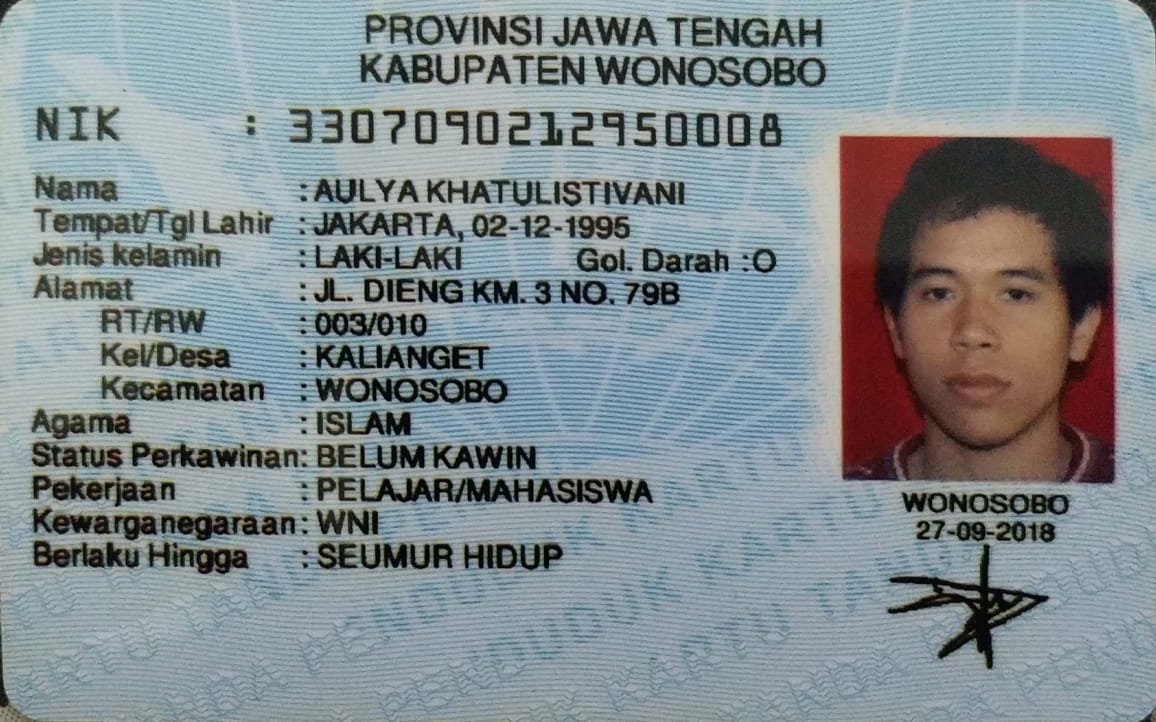 PROVINSI JAWA TENGAH
KABUPATEN WONOSOBO
NIK : 3307090212950008
Nama : AULYA KHATULISTIVANI
Tempat/Tgl Lahir : JAKARTA, 02-12-1995
Jenis kelamin : LAKI-LAKI Gol. Darah :O
Alamat : JL. DIENG KM. 3 NO. 79B
RT/RW : 003/010
Kel/Desa : KALIANGET
Kecamatan : WONOSOBO
Agama : ISLAM
Status Perkawinan: BELUM KAWIN
Pekerjaan : PELAJAR/MAHASISWA
Kewarganegaraan: WNI
Berlaku Hingga : SEUMUR HIDUP
WONOSOBO
27-09-2018